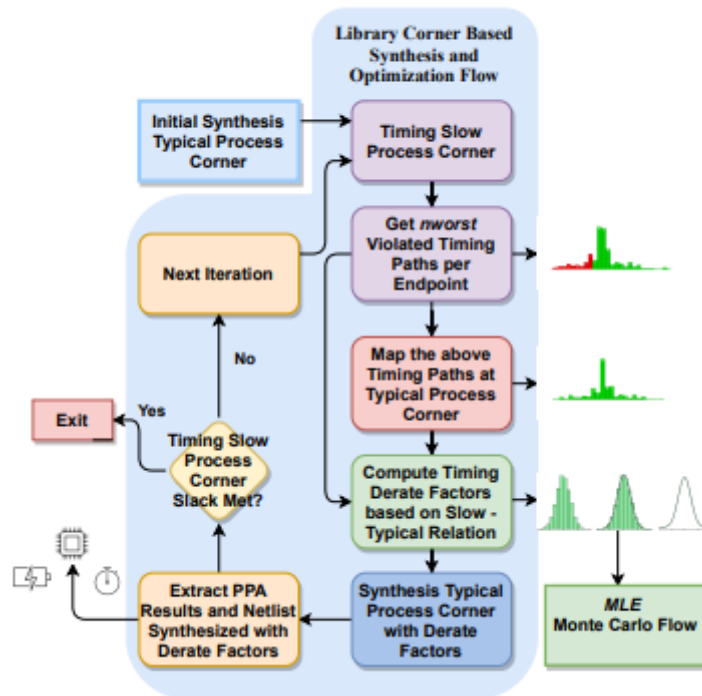 Library Corner Based
Synthesis and
Optimization Flow
Initial Synthesis
Typical Process
Corner
Timing Slow
Process Corner
Get nworst
Violated Timing
Paths per
Endpoint
Next Iteration
No
Map the above
Timing Paths at
Typical Process
Corner
Exit
Yes
Timing Slow
Process
Corner
Slack Met?
Compute Timing
Derate Factors
based on Slow -
Typical Relation
Extract PPA
Results and Netlist
Synthesized with
Derate Factors
Synthesis Typical
Process Corner
with Derate
Factors
MLE
Monte Carlo Flow